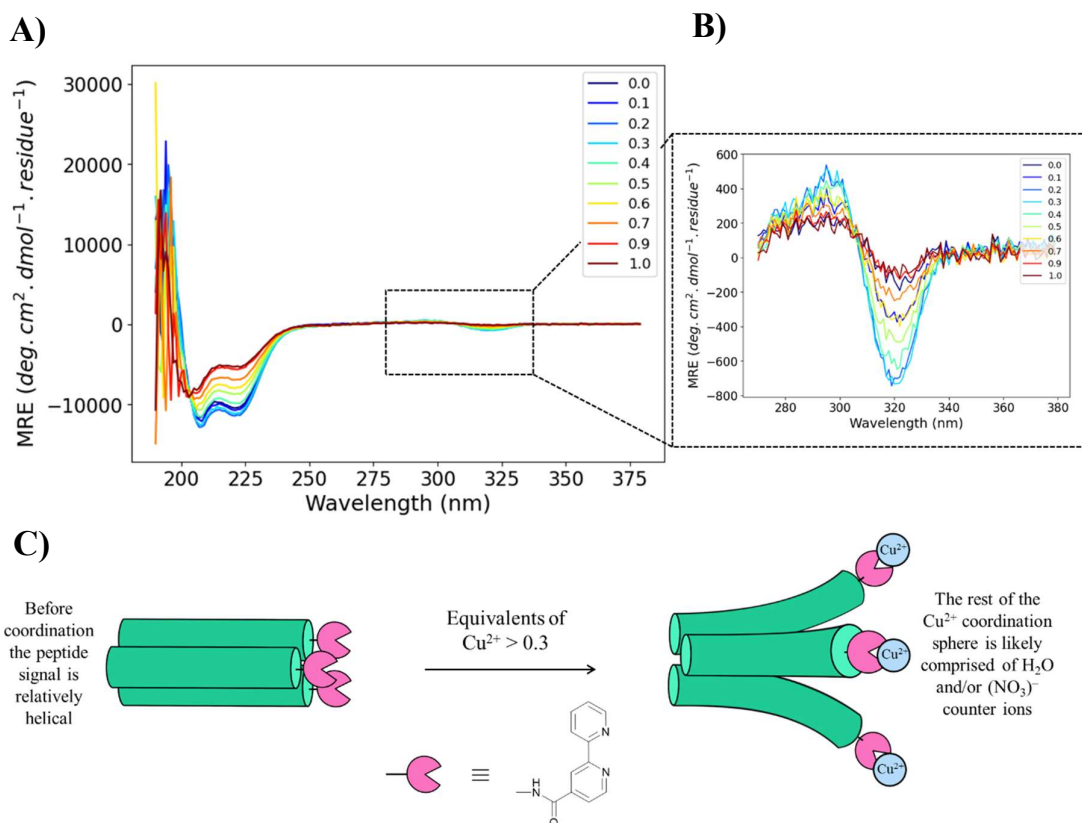 A)
MRE (deg. cm². dmol⁻¹. residue⁻¹)
30000
20000
10000
0
−10000
200
225
250
275
300
325
350
375
Wavelength (nm)
0.0
0.1
0.2
0.3
0.4
0.5
0.6
0.7
0.9
1.0
B)
MRE (deg. cm². dmol⁻¹. residue⁻¹)
600
400
200
0
−200
−400
−600
−800
280
300
320
340
360
380
Wavelength (nm)
0.0
0.1
0.2
0.3
0.4
0.5
0.6
0.7
0.9
1.0
C)
Before
coordination
the peptide
signal is
relatively
helical
Equivalents of
Cu²⁺ > 0.3
≡
N
N
H
N
O
Cu²⁺
Cu²⁺
Cu²⁺
The rest of the
Cu²⁺ coordination
sphere is likely
comprised of H₂O
and/or (NO₃)⁻
counter ions